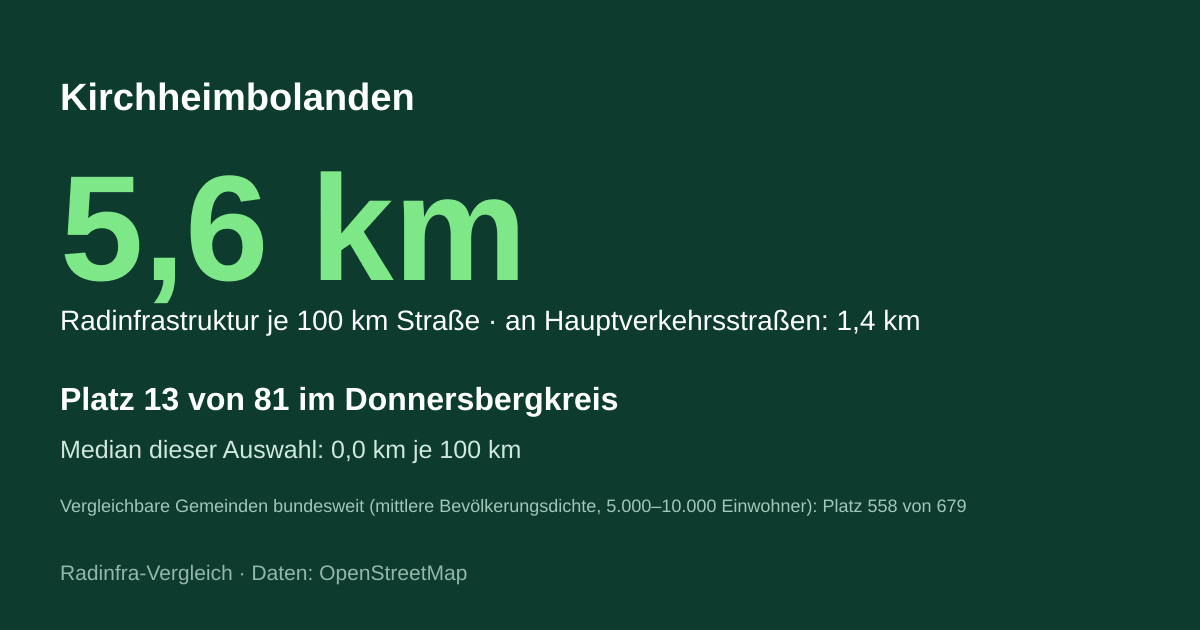 Kirchheimbolanden
5,6 km
Radinfrastruktur je 100 km Straße · an Hauptverkehrsstraßen: 1,4 km
Platz 13 von 81 im Donnersbergkreis
Median dieser Auswahl: 0,0 km je 100 km
Vergleichbare Gemeinden bundesweit (mittlere Bevölkerungsdichte, 5.000–10.000 Einwohner): Platz 558 von 679
Radinfra-Vergleich · Daten: OpenStreetMap